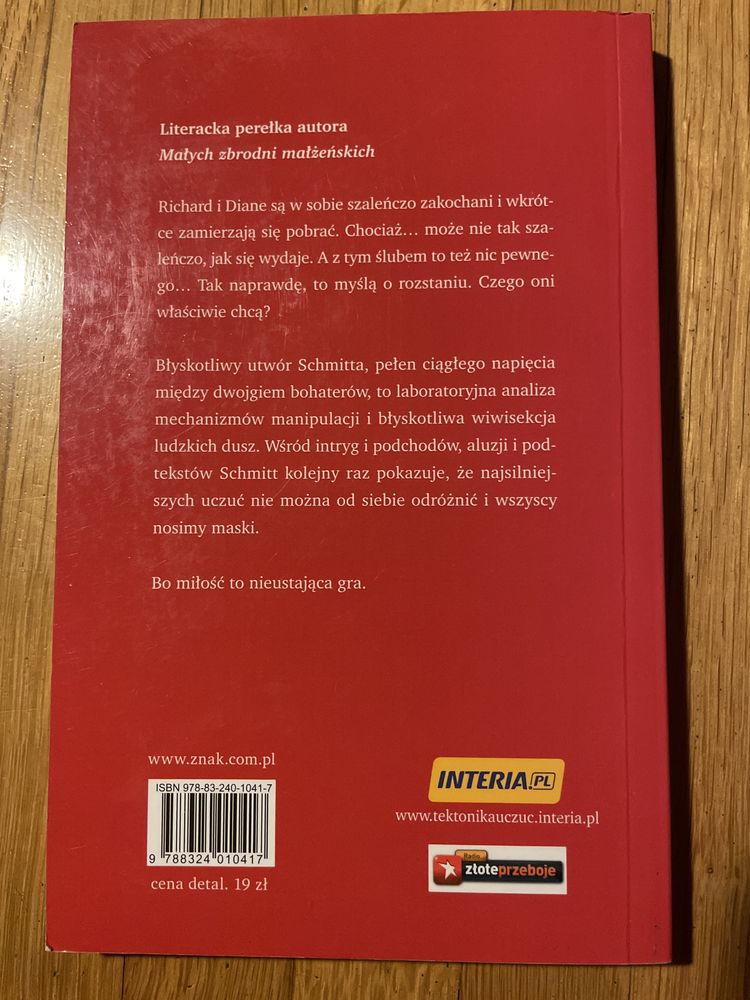 Literacka perełka autora
Małych zbrodni małżeńskich
Richard i Diane są w sobie szaleńczo zakochani i wkrót-
ce zamierzają się pobrać. Chociaż… może nie tak sza-
leńczo, jak się wydaje. A z tym ślubem to też nic pewne-
go… Tak naprawdę, to myślą o rozstaniu. Czego oni
właściwie chcą?
Błyskotliwy utwór Schmitta, pełen ciągłego napięcia
między dwojgiem bohaterów, to laboratoryjna analiza
mechanizmów manipulacji i błyskotliwa wiwisekcja
ludzkich dusz. Wśród intryg i podchodów, aluzji i pod-
tekstów Schmitt kolejny raz pokazuje, że najsilniej-
szych uczuć nie można od siebie odróżnić i wszyscy
nosimy maski.
Bo miłość to nieustająca gra.
www.znak.com.pl
ISBN 978-83-240-1041-7
9 788324 010417
cena detal. 19 zł
INTERIA.PL
www.tektonikauczuc.interia.pl
Radio
złoteprzeboje